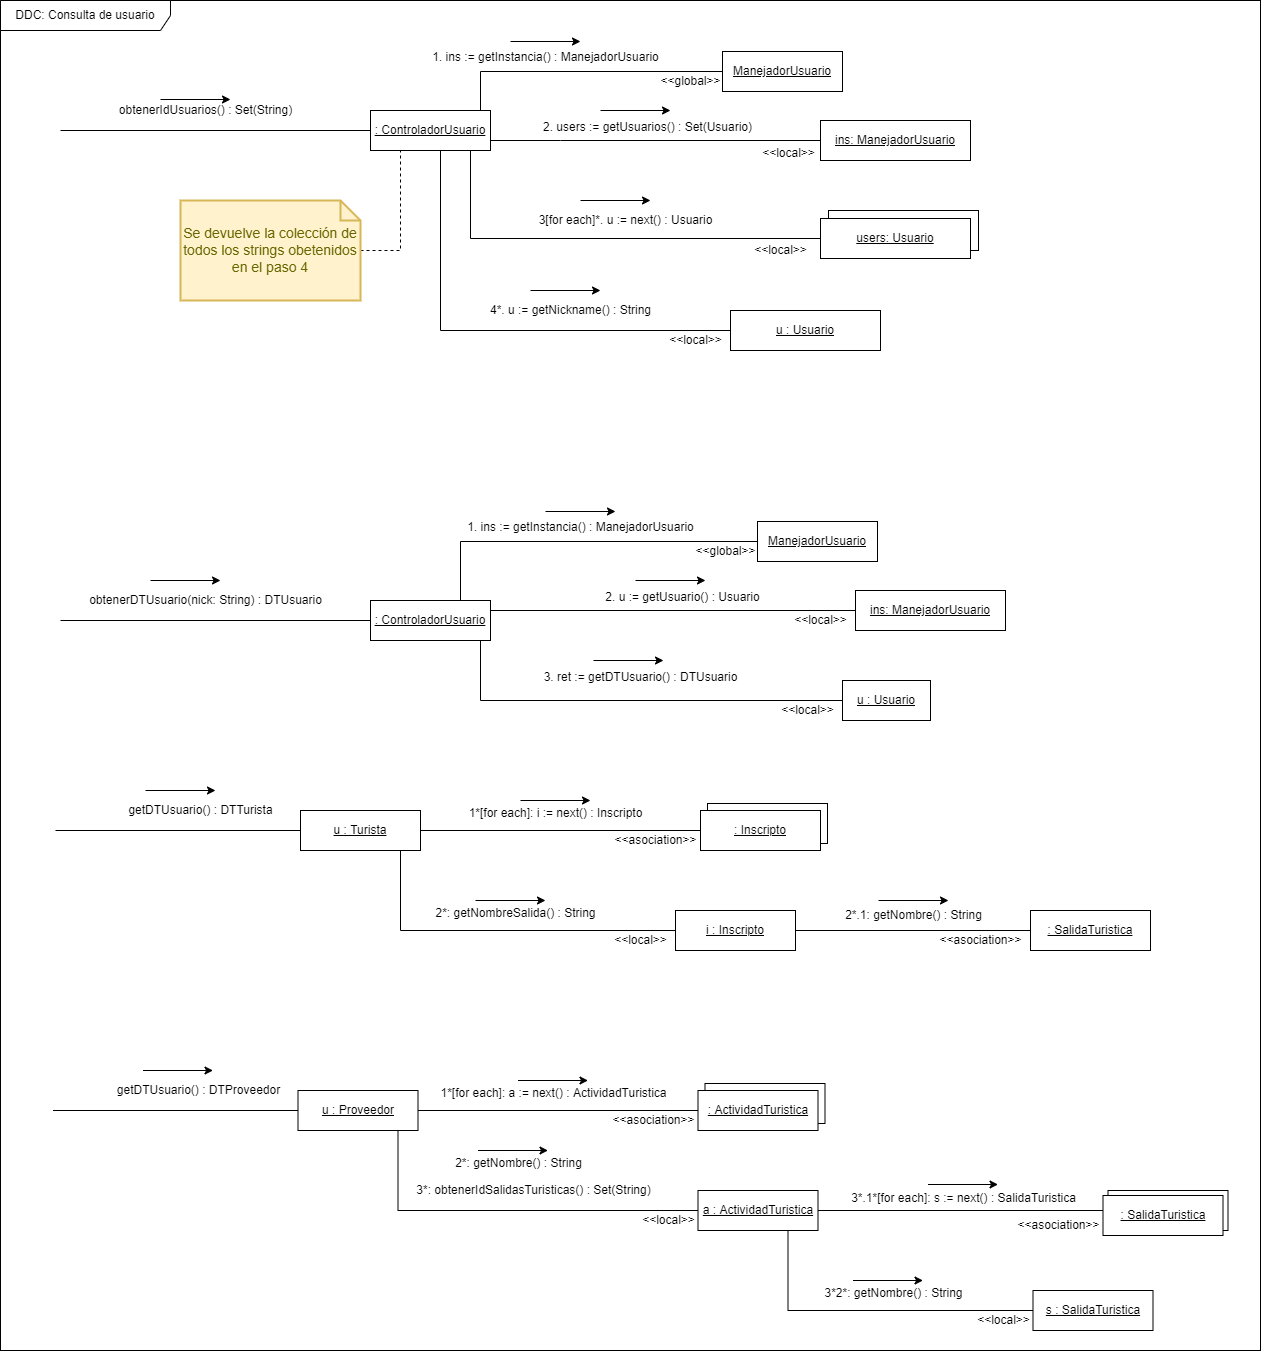 DDC: Consulta de usuario
1. ins := getInstancia() : ManejadorUsuario
ManejadorUsuario
<<global>>
obtenerIdUsuarios() : Set(String)
: ControladorUsuario
2. users := getUsuarios() : Set(Usuario)
ins: ManejadorUsuario
<<local>>
Se devuelve la colección de
todos los strings obetenidos
en el paso 4
3[for each]*. u := next() : Usuario
users: Usuario
<<local>>
4*. u := getNickname() : String
u : Usuario
<<local>>
1. ins := getInstancia() : ManejadorUsuario
ManejadorUsuario
<<global>>
obtenerDTUsuario(nick: String) : DTUsuario
: ControladorUsuario
2. u := getUsuario() : Usuario
ins: ManejadorUsuario
<<local>>
3. ret := getDTUsuario() : DTUsuario
u : Usuario
<<local>>
getDTUsuario() : DTTurista
u : Turista
1*[for each]: i := next() : Inscripto
: Inscripto
<<asociation>>
2*: getNombreSalida() : String
i : Inscripto
<<local>>
2*.1: getNombre() : String
: SalidaTuristica
<<asociation>>
getDTUsuario() : DTProveedor
u : Proveedor
1*[for each]: a := next() : ActividadTuristica
: ActividadTuristica
<<asociation>>
2*: getNombre() : String
3*: obtenerIdSalidasTuristicas() : Set(String)
a : ActividadTuristica
<<local>>
3*.1*[for each]: s := next() : SalidaTuristica
: SalidaTuristica
<<asociation>>
3*2*: getNombre() : String
s : SalidaTuristica
<<local>>